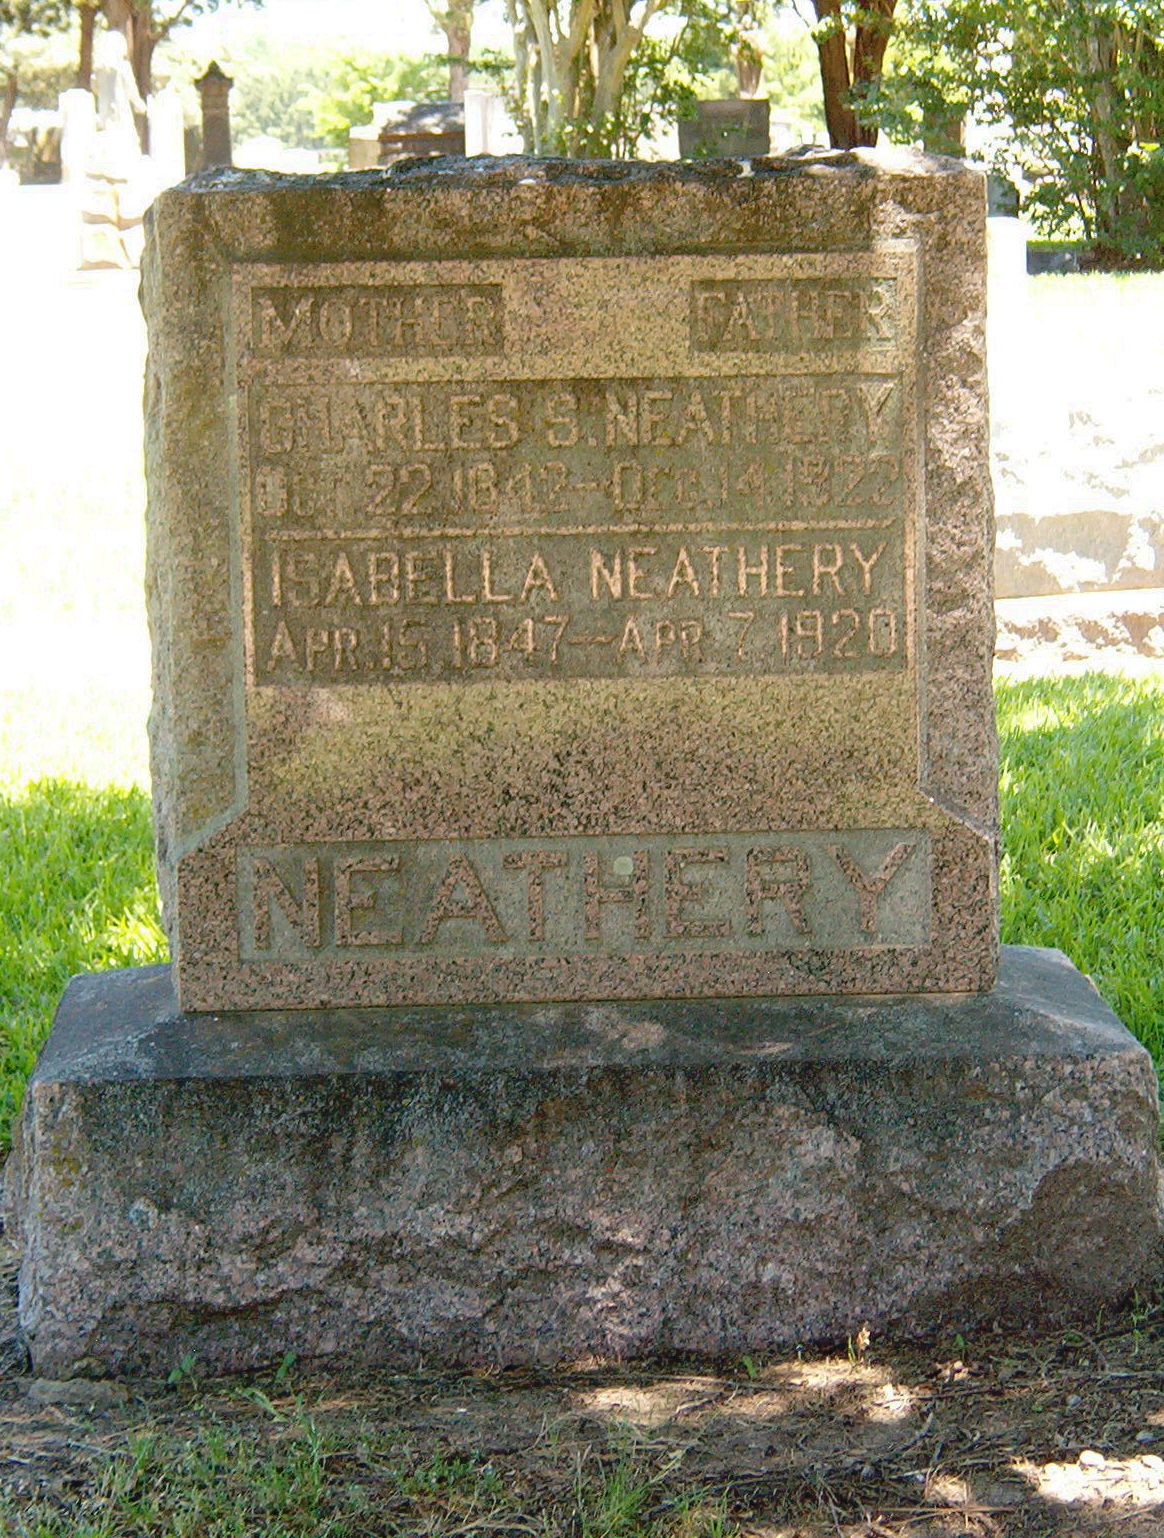 MOTHER FATHER
CHARLES S. NEATHERY
OCT. 22 1842-DEC. 14, 1922
ISABELLA NEATHERY
APR. 15, 1847-APR. 7, 1920
NEATHERY